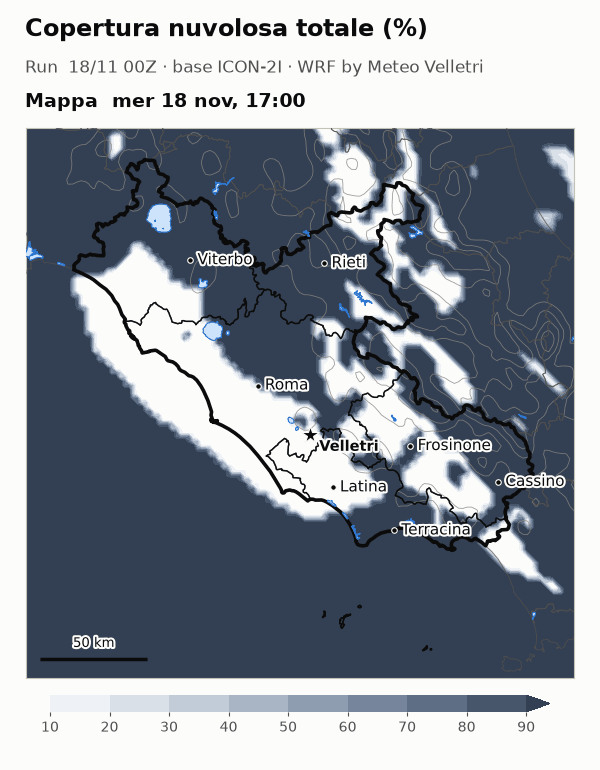 Copertura nuvolosa totale (%)
Run  18/11 00Z · base ICON-2I · WRF by Meteo Velletri
Mappa  mer 18 nov, 17:00
Viterbo
Rieti
Roma
Velletri
Frosinone
Cassino
Latina
Terracina
50 km
10 20 30 40 50 60 70 80 90